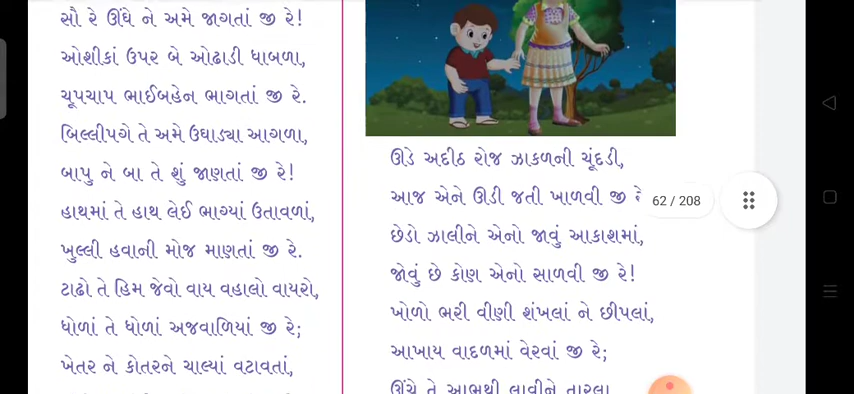 સૌ રે ઊંઘે ને અમે જાગતાં જી રે!
ઓશીકાં ઉપર બે ઓઢાડી ધાબળા,
ચૂપચાપ ભાઈબહેન ભાગતાં જી રે.
બિલ્લીપગે તે અમે ઉઘાડ્યા આગળા,
બાપુ ને બા તે શું જાણતાં જી રે!
હાથમાં તે હાથ લેઈ ભાગ્યાં ઉતાવળાં,
ખુલ્લી હવાની મોજ માણતાં જી રે.
ટાઢો તે હિમ જેવો વાય વહાલો વાયરો,
ધોળાં તે ધોળાં અજવાળિયાં જી રે;
ખેતર ને કોતરને ચાલ્યાં વટાવતાં,
ઊડે અદીઠ રોજ ઝાકળની ચૂંદડી,
આજ એને ઊડી જતી ખાળવી જી રે
છેડો ઝાલીને એનો જાવું આકાશમાં,
જોવું છે કોણ એનો સાળવી જી રે!
ખોળો ભરી વીણી શંખલાં ને છીપલાં,
આખાય વાદળમાં વેરવાં જી રે;
ઊંચે તે આભથી લાવીને તારલા
62 / 208